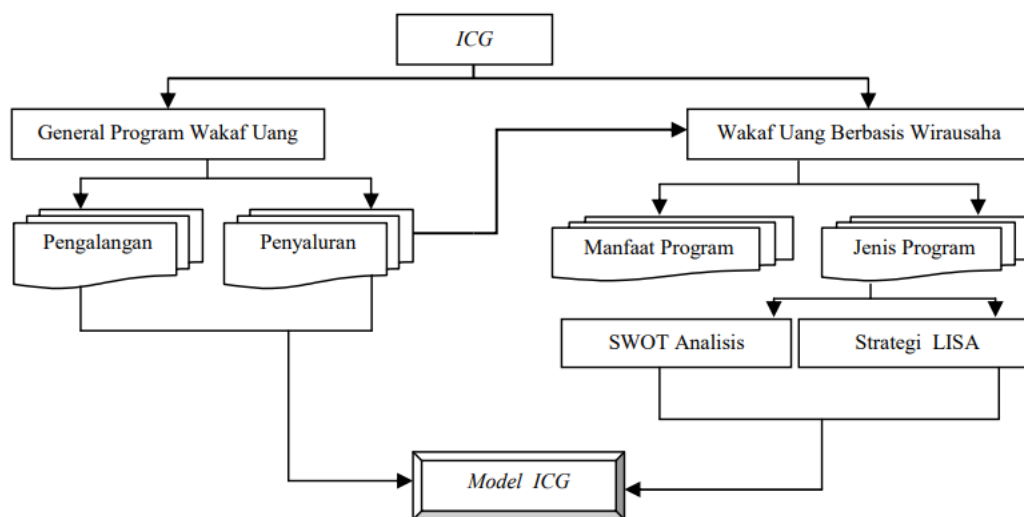 ICG
General Program Wakaf Uang
Wakaf Uang Berbasis Wirausaha
Pengalangan
Penyaluran
Manfaat Program
Jenis Program
SWOT Analisis
Strategi LISA
Model ICG